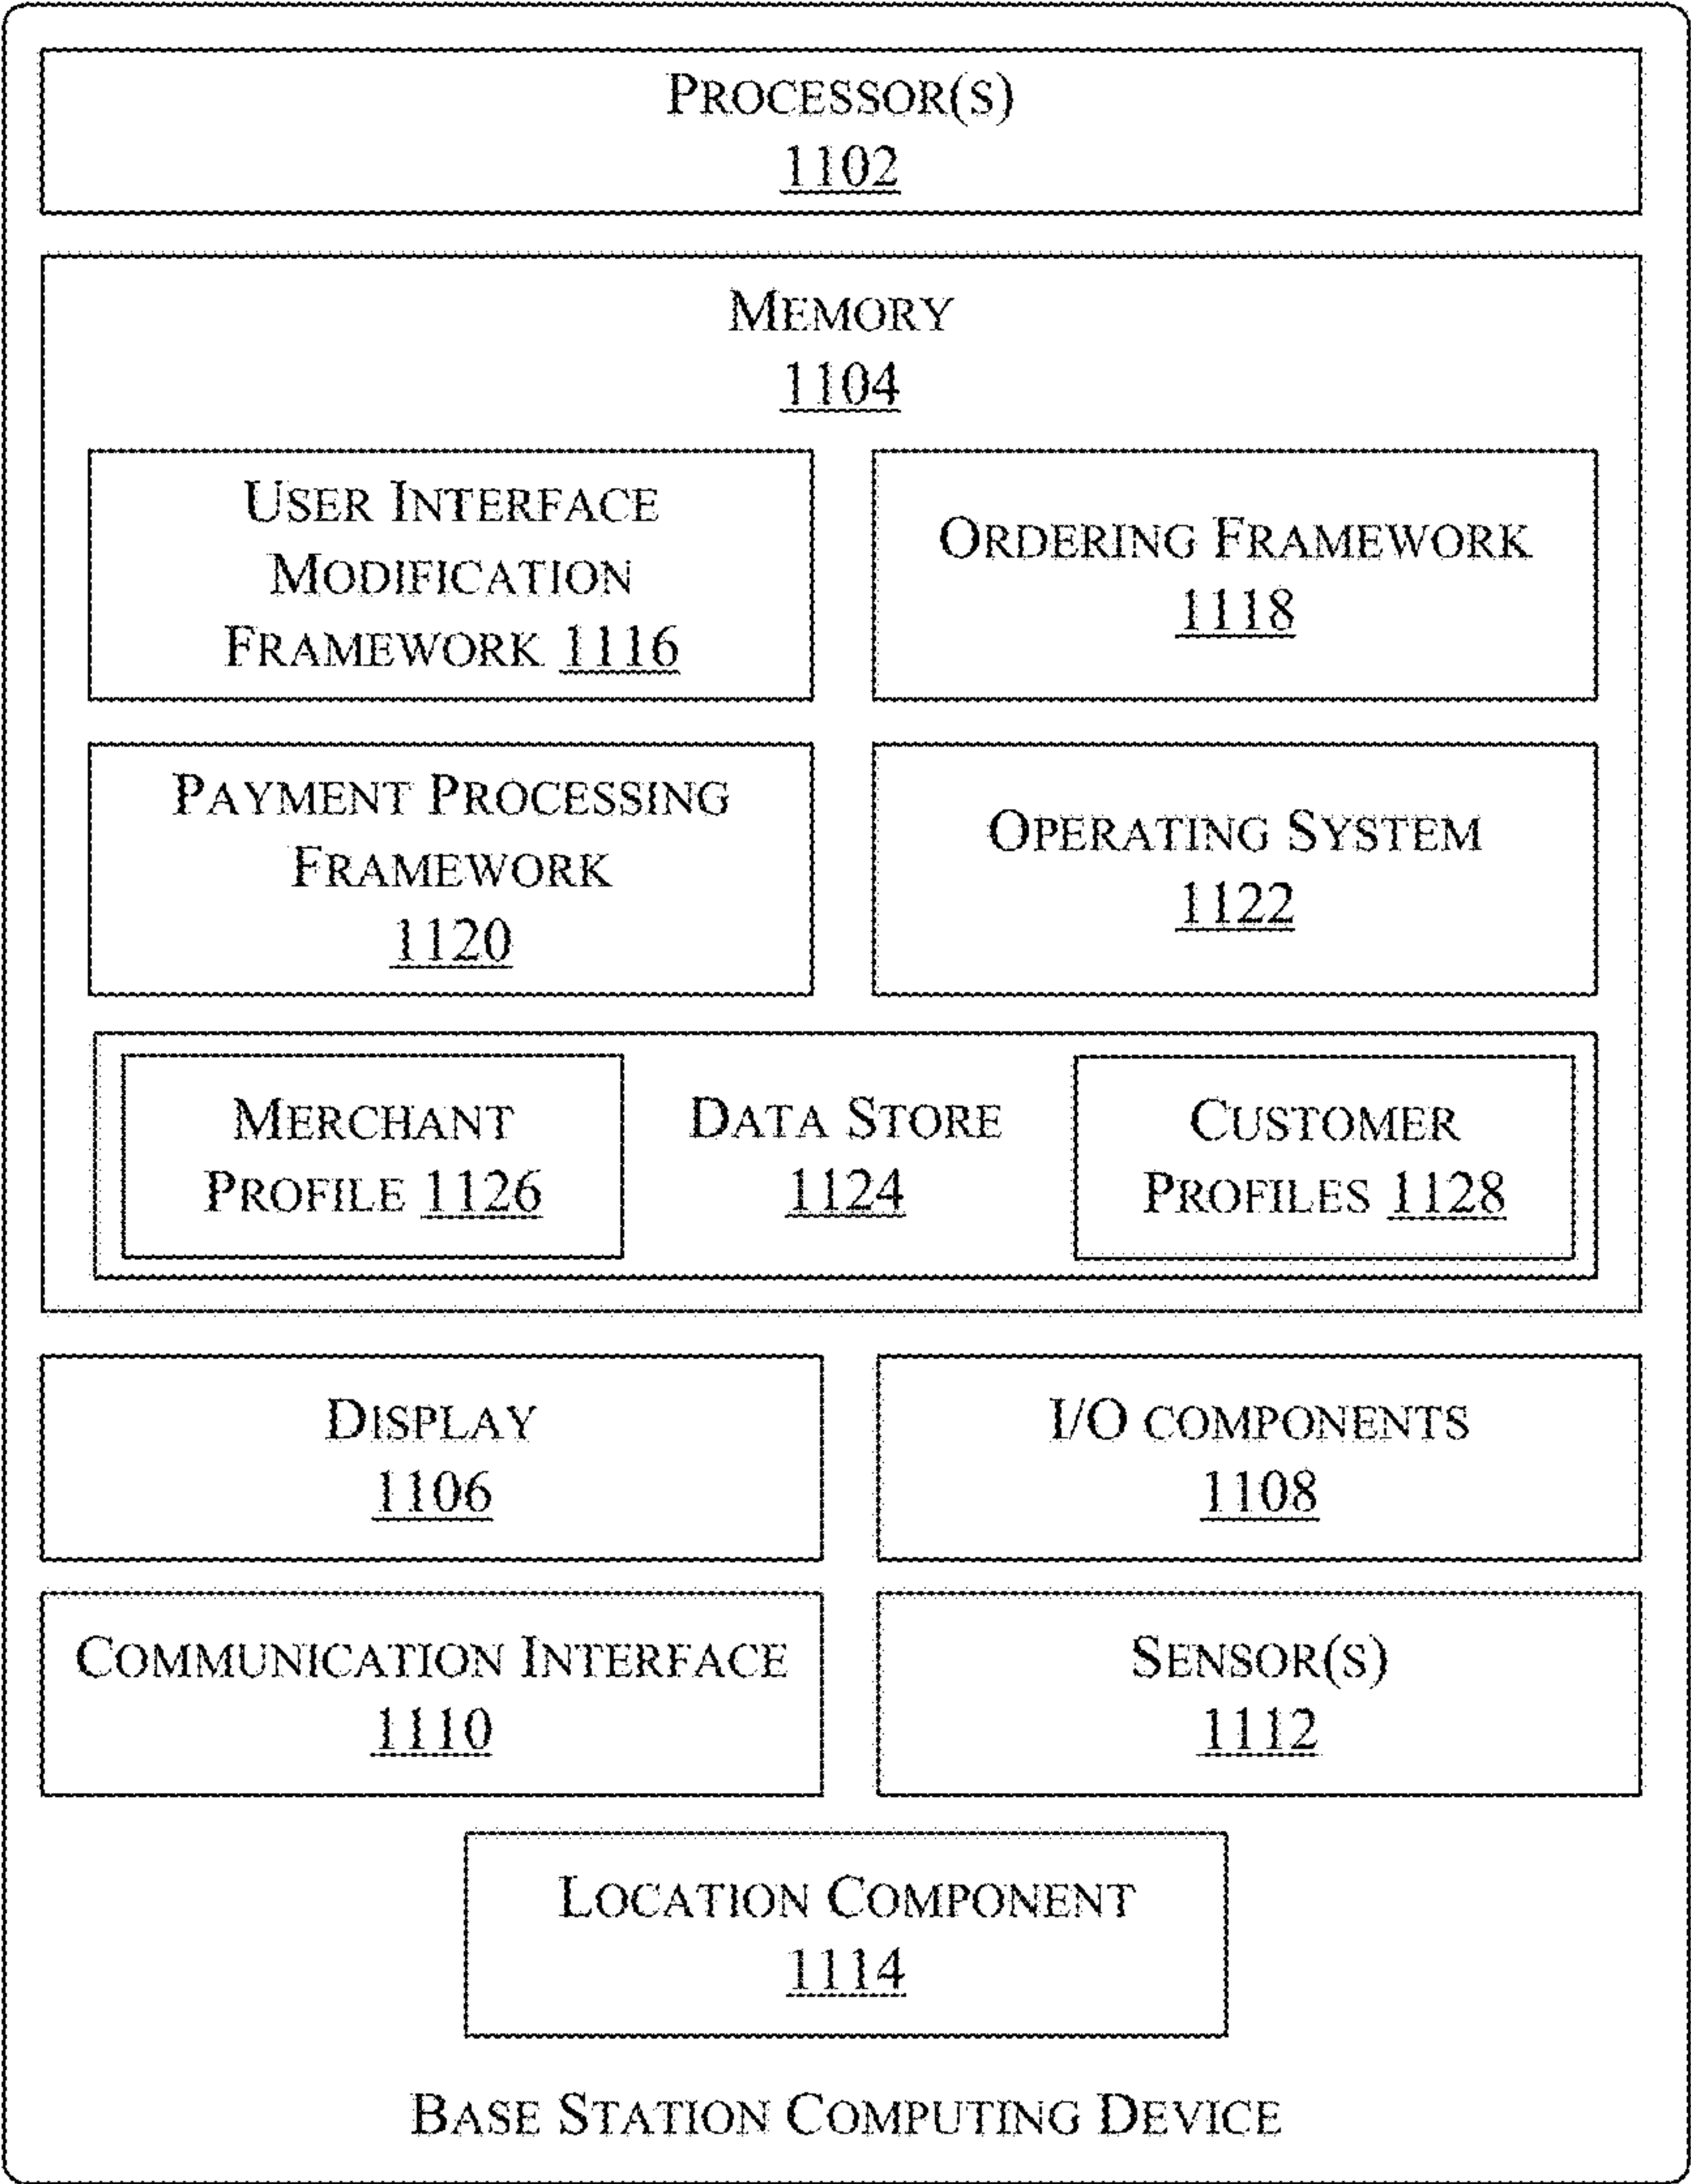 PROCESSOR(S)
1102
MEMORY
1104
USER INTERFACE
MODIFICATION
FRAMEWORK 1116
ORDERING FRAMEWORK
1118
PAYMENT PROCESSING
FRAMEWORK
1120
OPERATING SYSTEM
1122
MERCHANT
PROFILE 1126
DATA STORE
1124
CUSTOMER
PROFILES 1128
DISPLAY
1106
I/O COMPONENTS
1108
COMMUNICATION INTERFACE
1110
SENSOR(S)
1112
LOCATION COMPONENT
1114
BASE STATION COMPUTING DEVICE